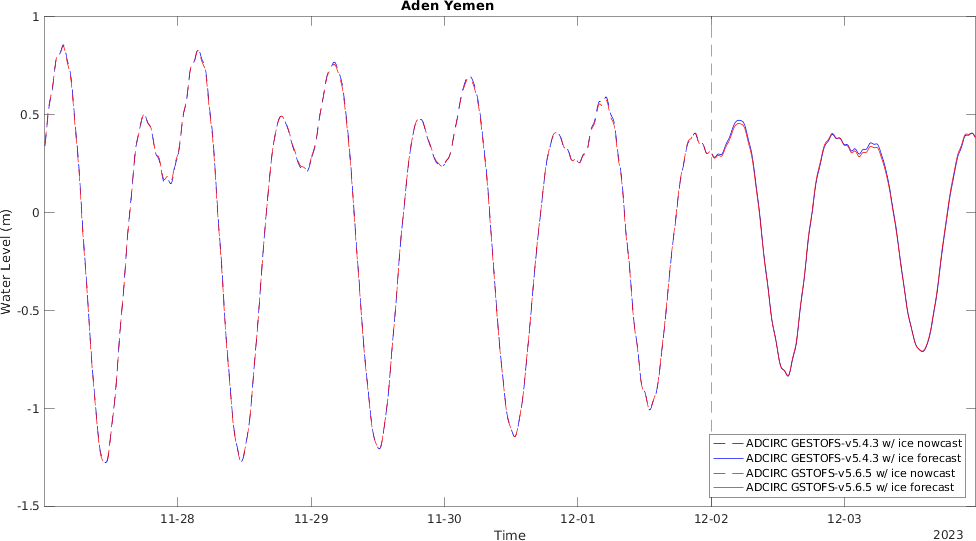 Aden Yemen
1
0.5
0
-0.5
-1
-1.5
Water Level (m)
11-28
11-29
11-30
12-01
12-02
12-03
Time
2023
ADCIRC GESTOFS-v5.4.3 w/ ice nowcast
ADCIRC GESTOFS-v5.4.3 w/ ice forecast
ADCIRC GSTOFS-v5.6.5 w/ ice nowcast
ADCIRC GSTOFS-v5.6.5 w/ ice forecast